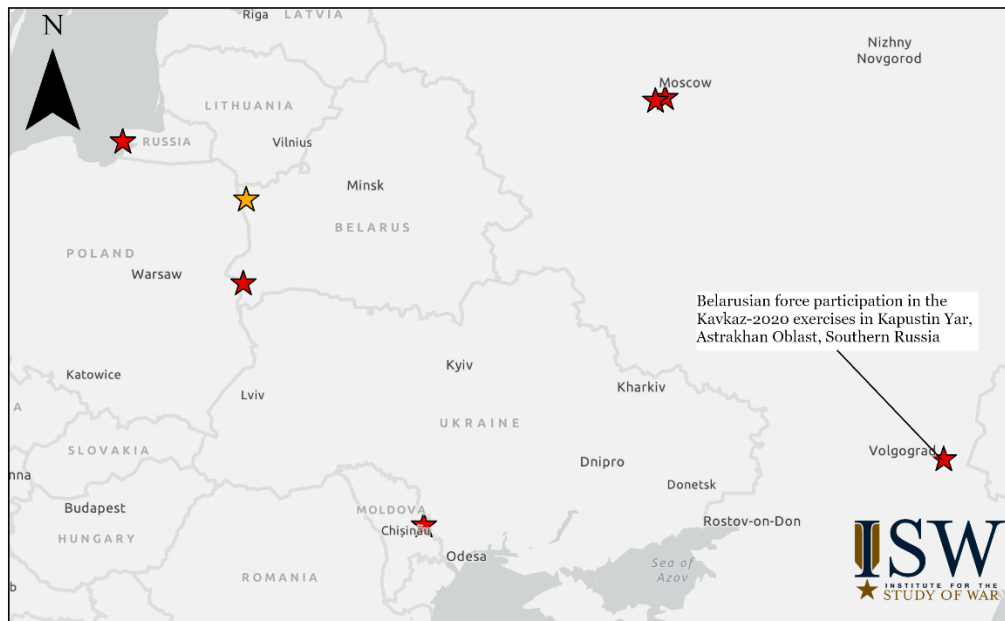 N
Riga
LATVIA
Nizhny
Novgorod
Moscow
LITHUANIA
RUSSIA
Vilnius
Minsk
BELARUS
POLAND
Warsaw
Belarusian force participation in the
Kavkaz-2020 exercises in Kapustin Yar,
Astrakhan Oblast, Southern Russia
Katowice
Kyiv
Kharkiv
Lviv
A
UKRAINE
SLOVAKIA
Volgograd
nna
Dnipro
Donetsk
Budapest
MOLDOVA
Rostov-on-Don
Chișinău
HUNGARY
Odesa
Sea of
Azov
ROMANIA
b
ISW
INSTITUTE FOR THE
STUDY OF WAR